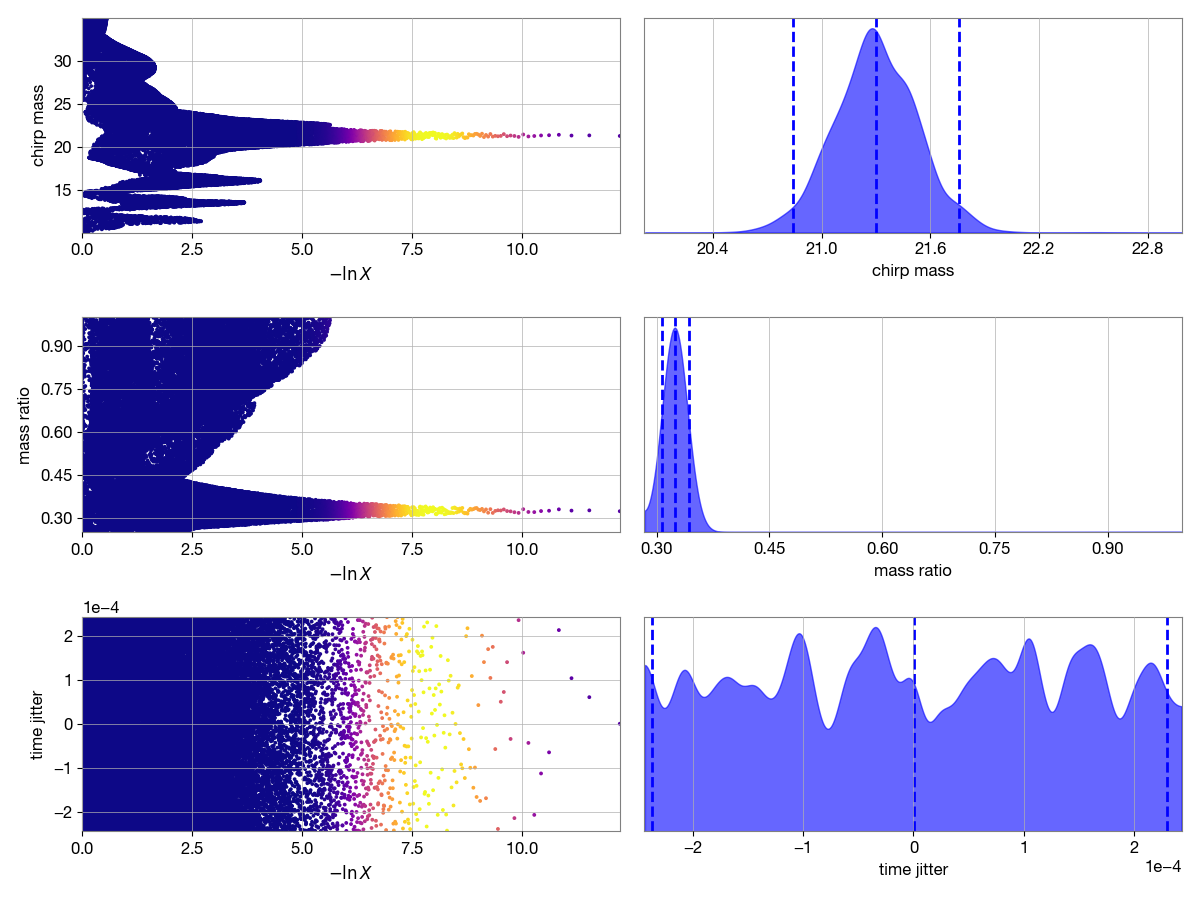 chirp mass
30
25
20
15
0.0 2.5 5.0 7.5 10.0
−ln X
20.4 21.0 21.6 22.2 22.8
chirp mass
mass ratio
0.90
0.75
0.60
0.45
0.30
0.0 2.5 5.0 7.5 10.0
−ln X
0.30 0.45 0.60 0.75 0.90
mass ratio
1e−4
time jitter
2
1
0
−1
−2
0.0 2.5 5.0 7.5 10.0
−ln X
−2 −1 0 1 2
1e−4
time jitter